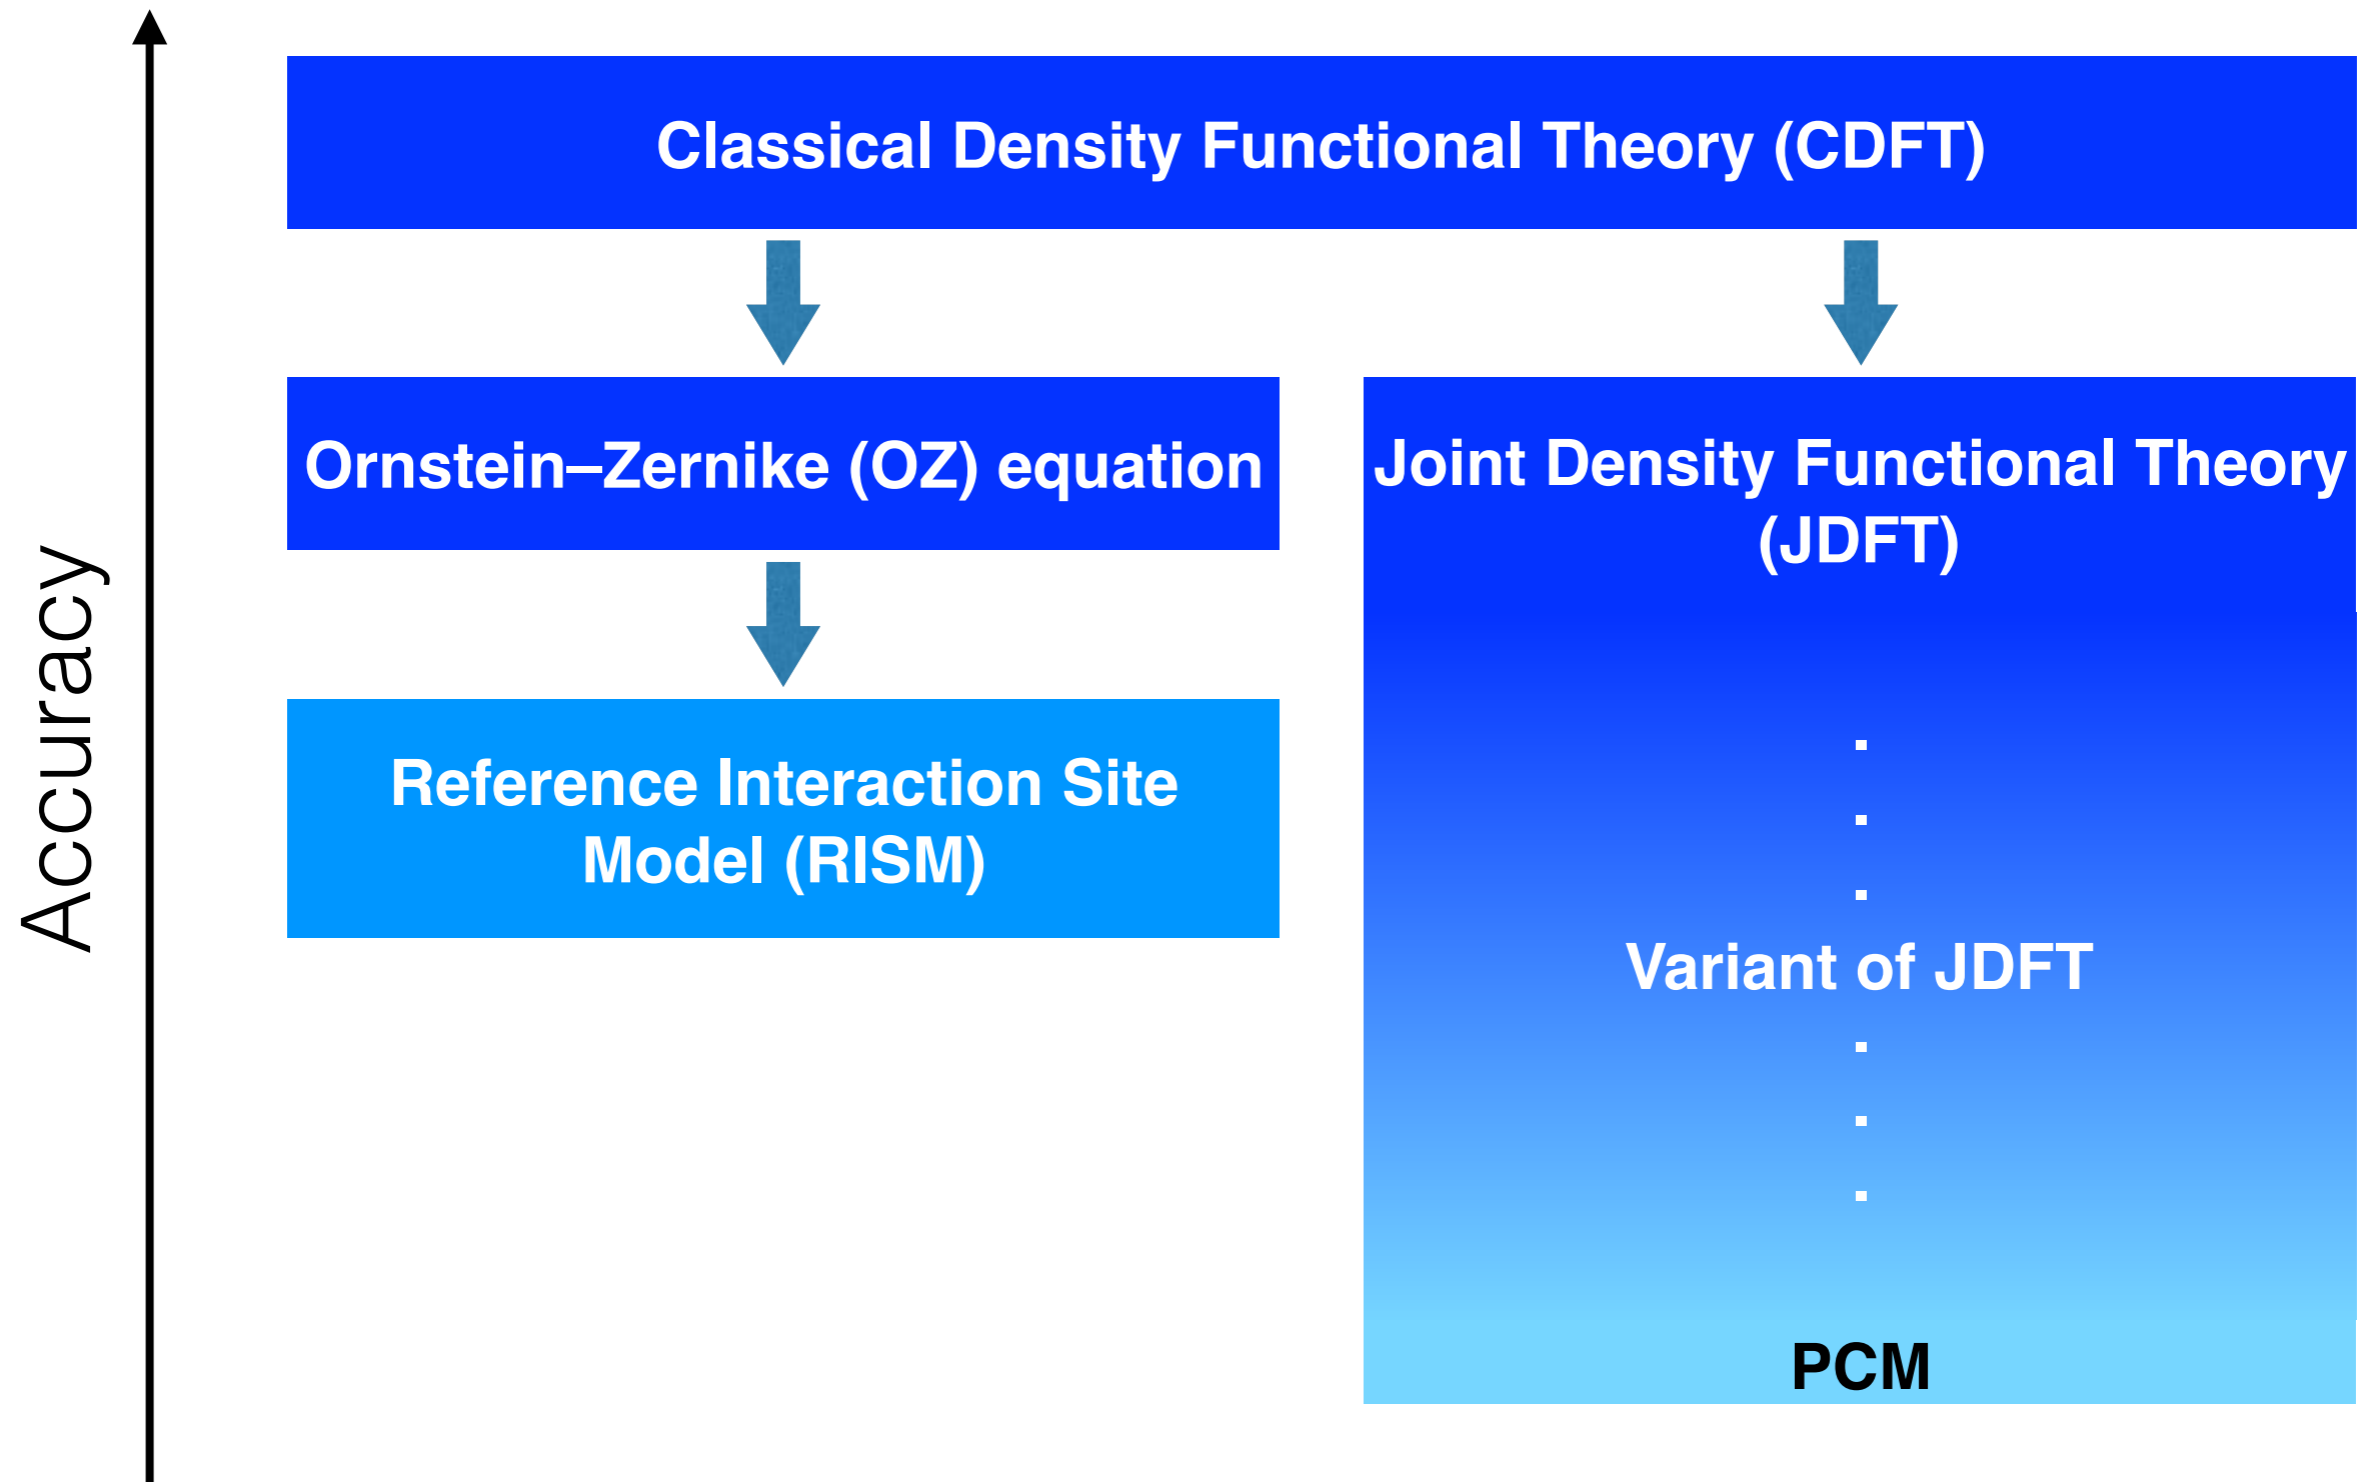 Accuracy
Classical Density Functional Theory (CDFT)
Ornstein–Zernike (OZ) equation
Reference Interaction Site
Model (RISM)
Joint Density Functional Theory
(JDFT)
.
.
.
Variant of JDFT
.
.
.
PCM